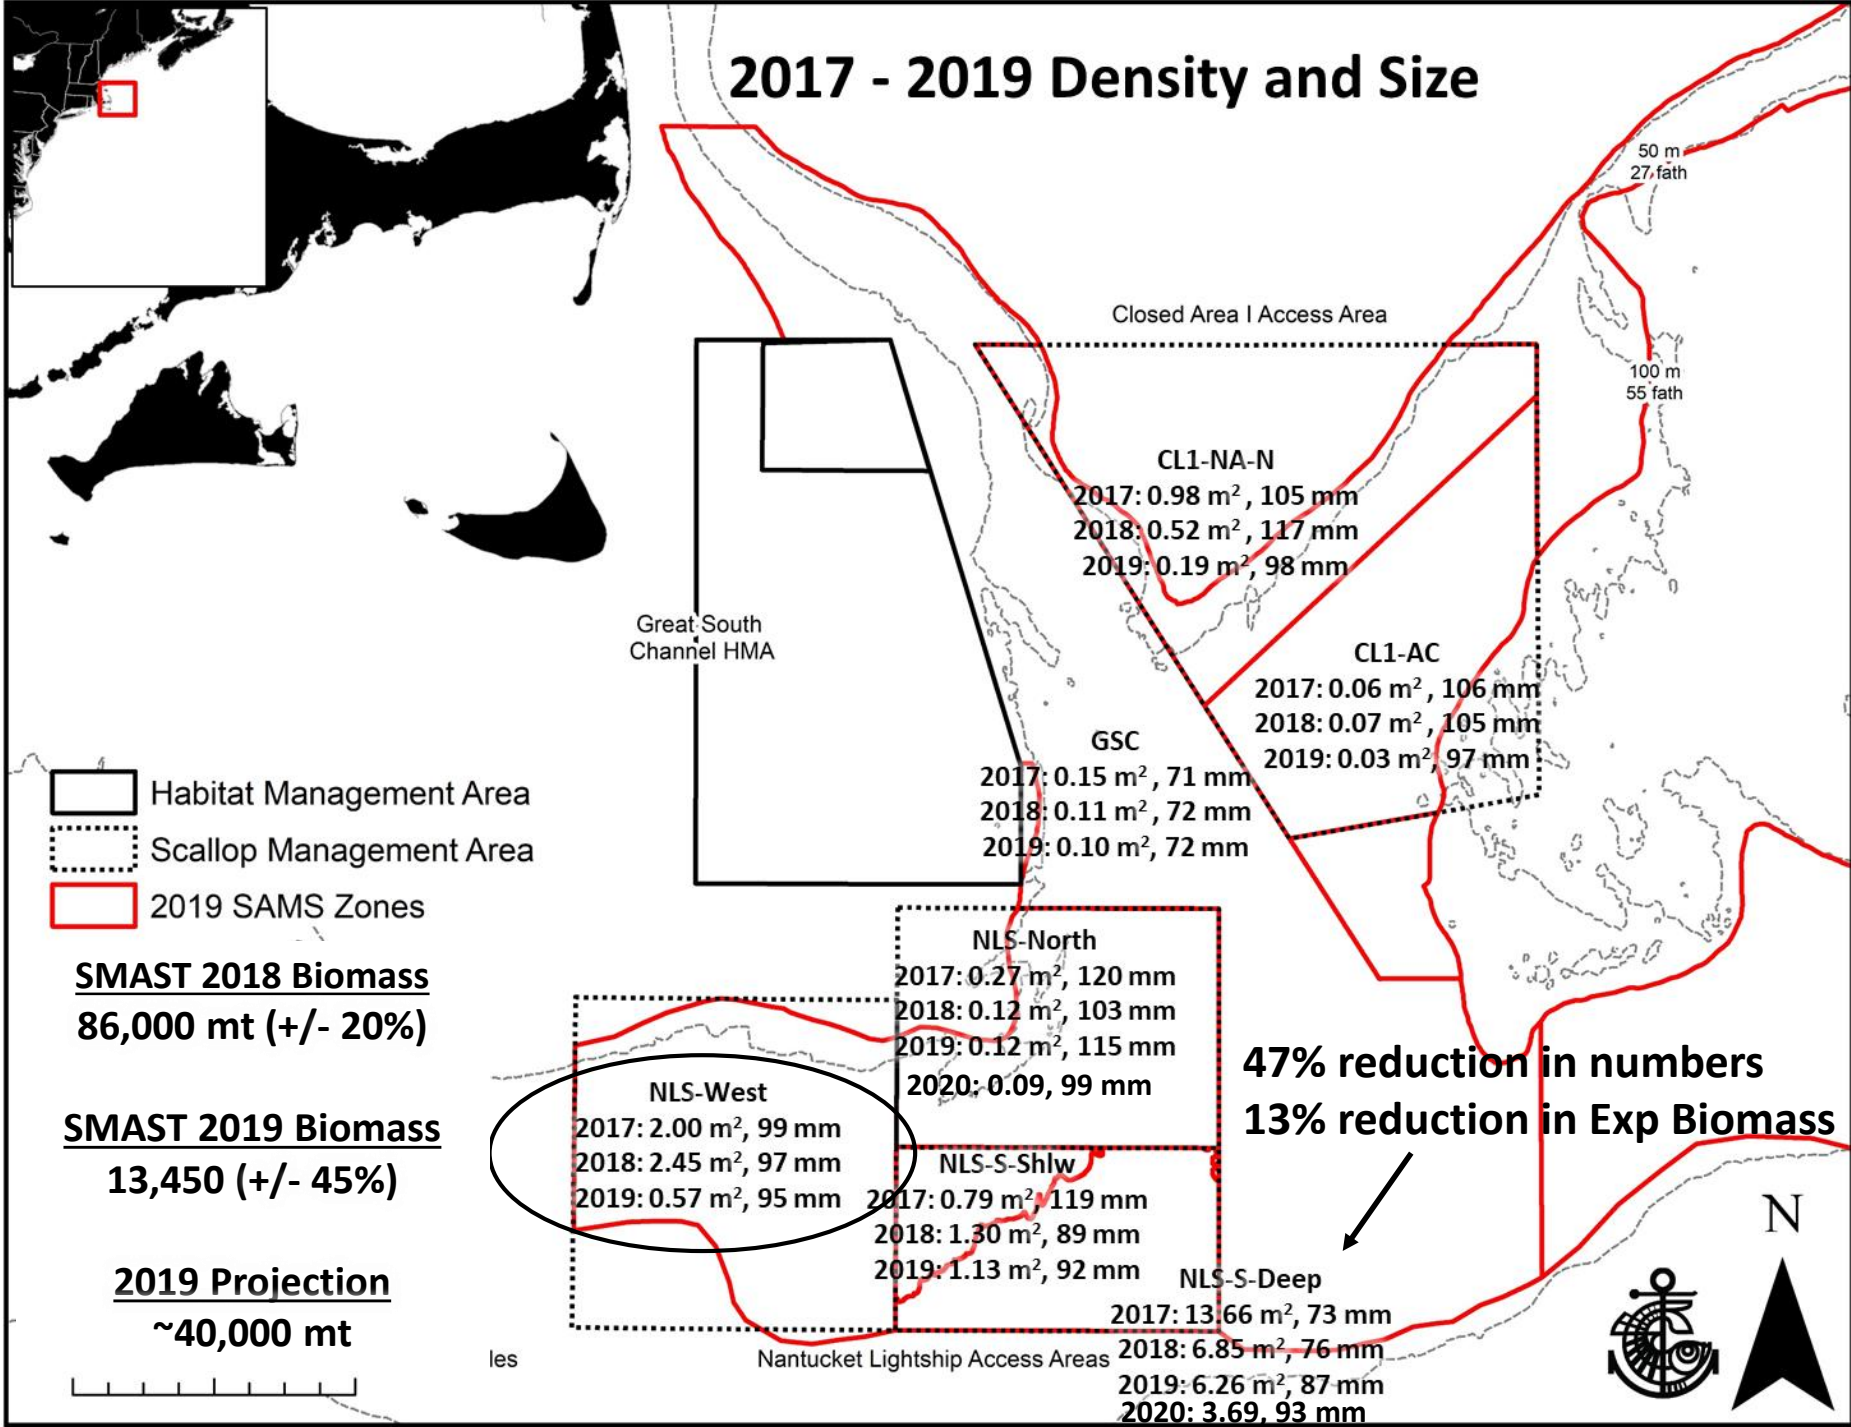 2017 - 2019 Density and Size
50 m
27 fath
Closed Area I Access Area
100 m
55 fath
CL1-NA-N
2017: 0.98 m², 105 mm
2018: 0.52 m², 117 mm
2019: 0.19 m², 98 mm
Great South
Channel HMA
CL1-AC
2017: 0.06 m², 106 mm
2018: 0.07 m², 105 mm
2019: 0.03 m², 97 mm
GSC
2017: 0.15 m², 71 mm
2018: 0.11 m², 72 mm
2019: 0.10 m², 72 mm
Habitat Management Area
Scallop Management Area
2019 SAMS Zones
SMAST 2018 Biomass
86,000 mt (+/- 20%)
SMAST 2019 Biomass
13,450 (+/- 45%)
2019 Projection
~40,000 mt
NLS-North
2017: 0.27 m², 120 mm
2018: 0.12 m², 103 mm
2019: 0.12 m², 115 mm
2020: 0.09, 99 mm
NLS-West
2017: 2.00 m², 99 mm
2018: 2.45 m², 97 mm
2019: 0.57 m², 95 mm
NLS-S-Shlw
2017: 0.79 m², 119 mm
2018: 1.30 m², 89 mm
2019: 1.13 m², 92 mm
47% reduction in numbers
13% reduction in Exp Biomass
NLS-S-Deep
2017: 13.66 m², 73 mm
2018: 6.85 m², 76 mm
2019: 6.26 m², 87 mm
2020: 3.69, 93 mm
les
Nantucket Lightship Access Areas
N